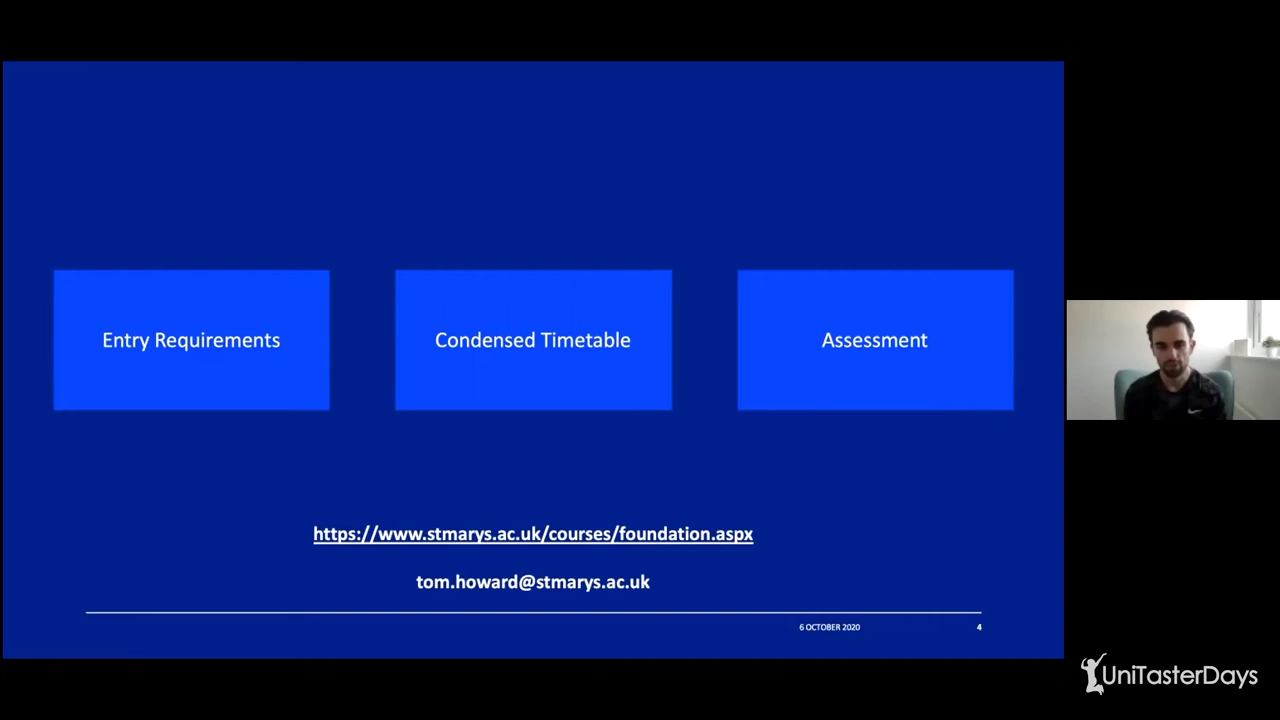 Entry Requirements
Condensed Timetable
Assessment
https://www.stmarys.ac.uk/courses/foundation.aspx
tom.howard@stmarys.ac.uk
6 OCTOBER 2020
4
UniTasterDays